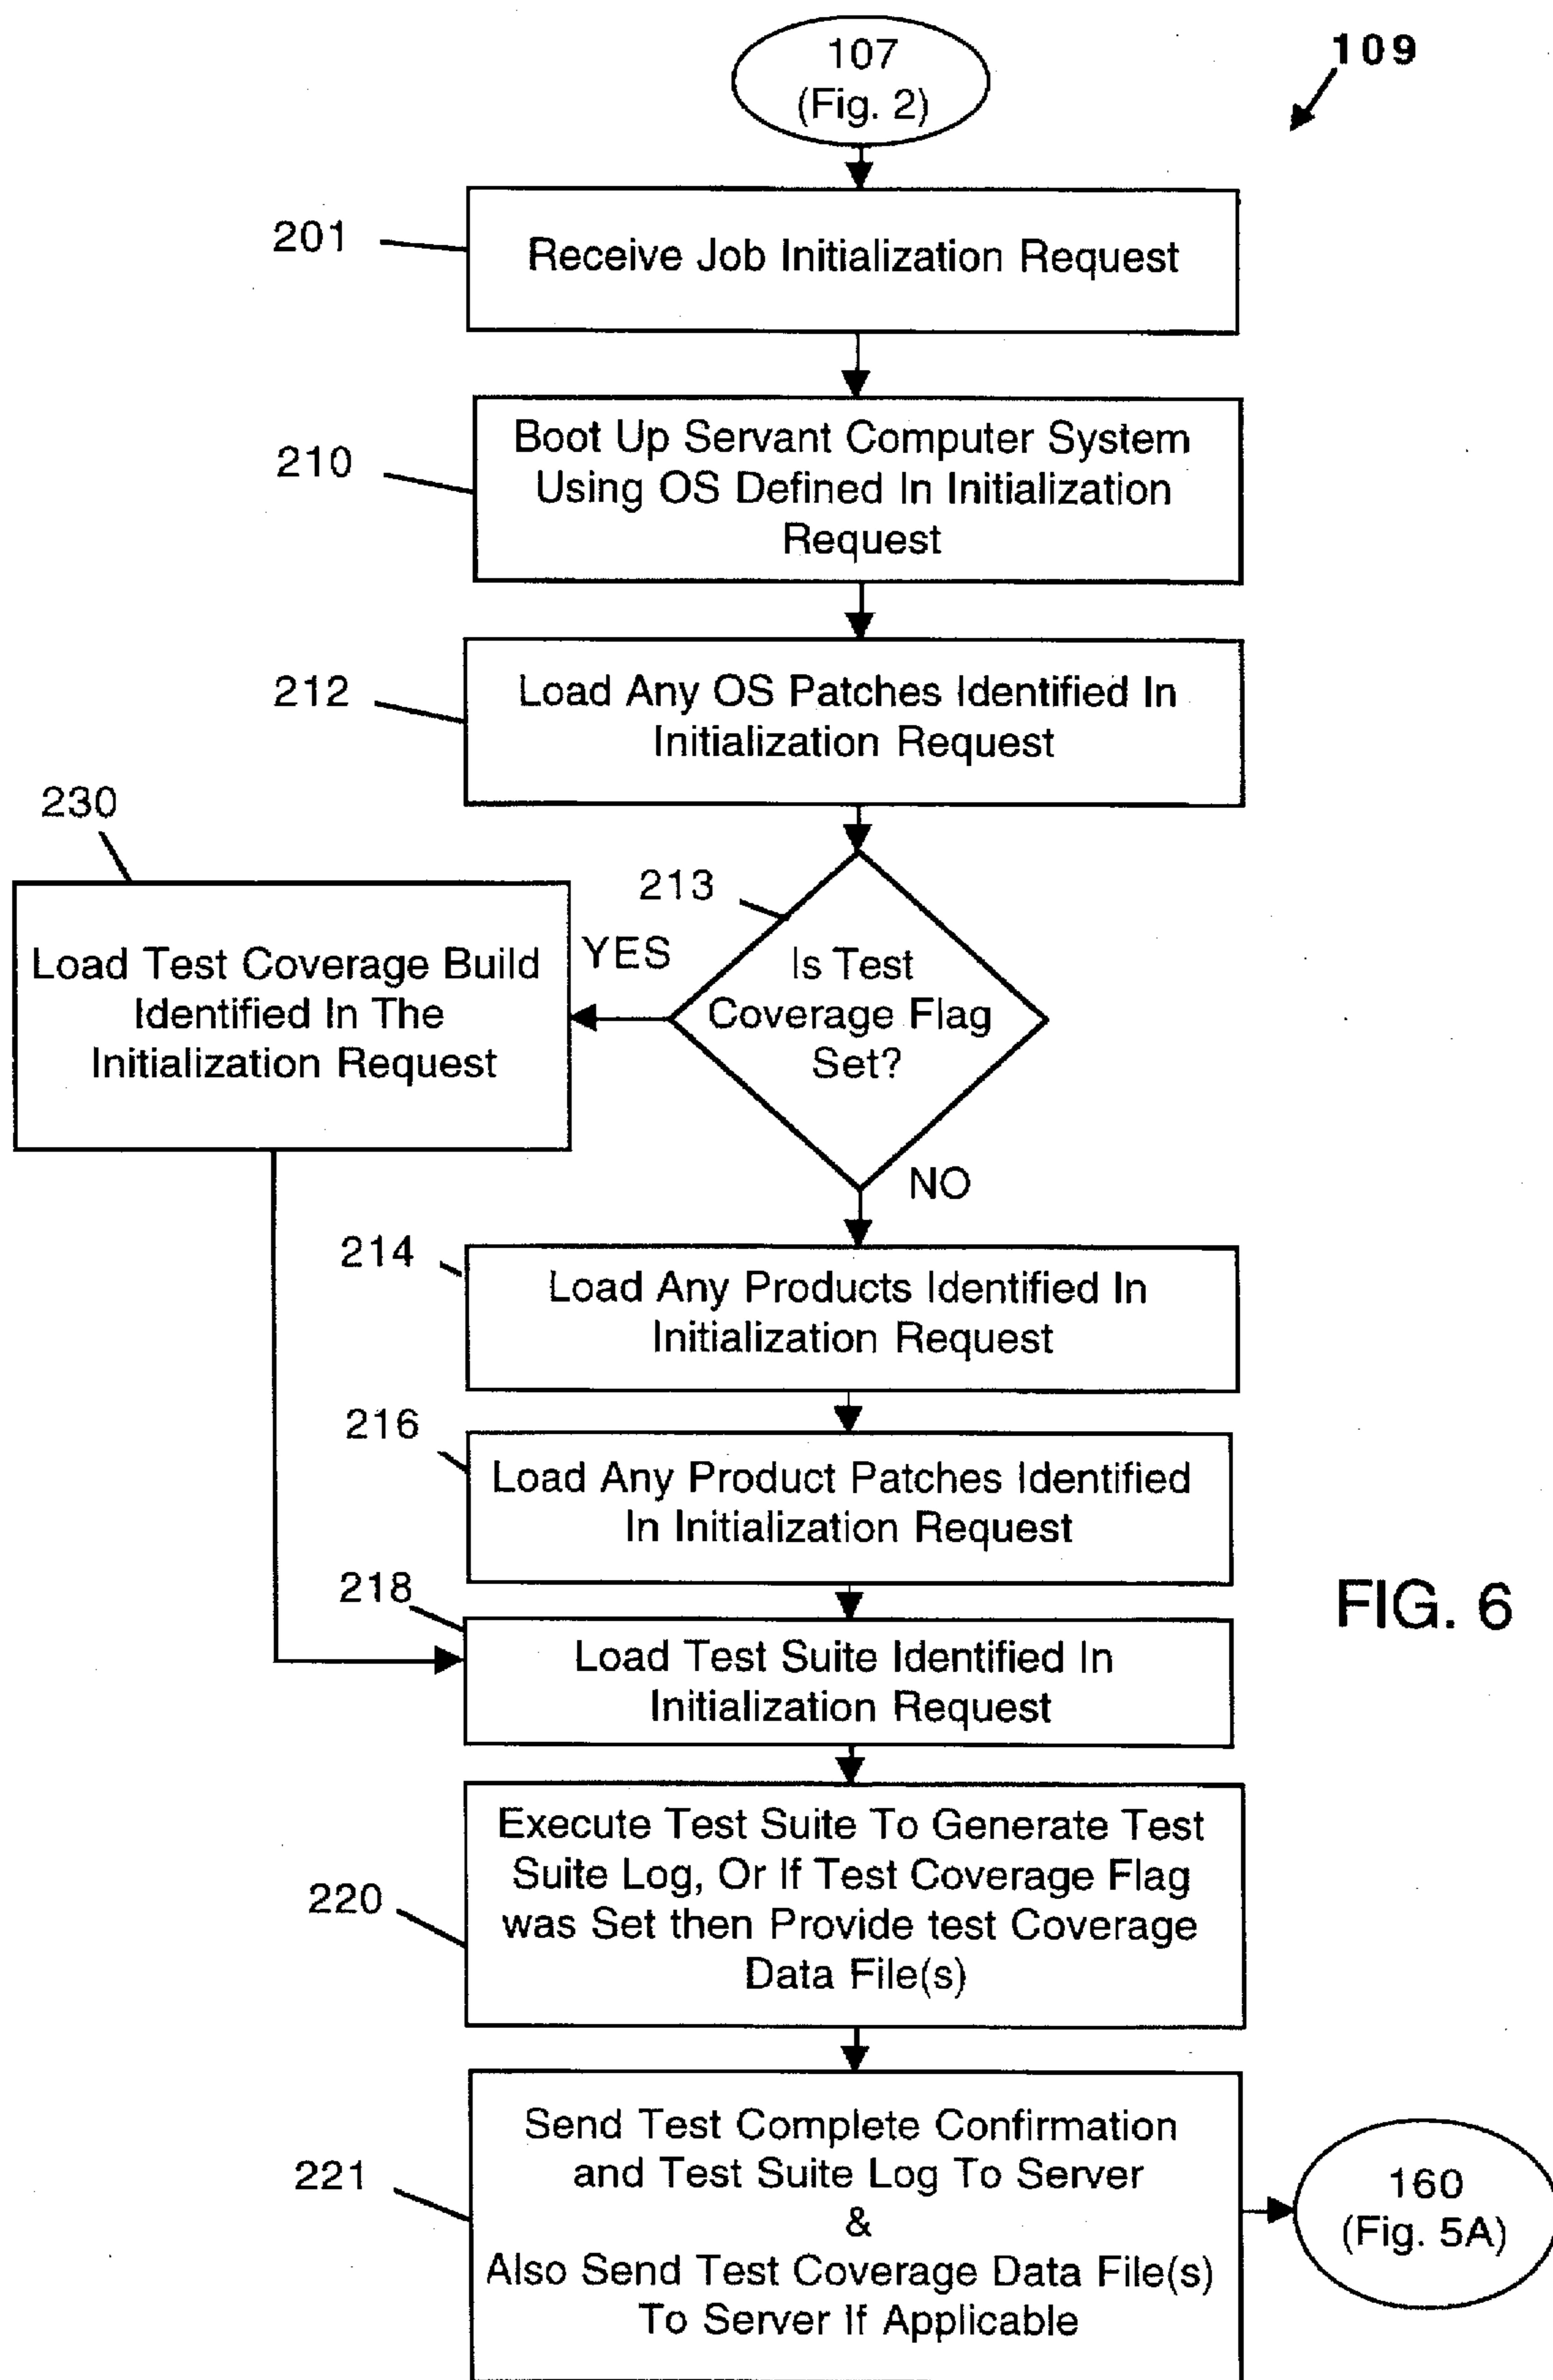 107
(Fig. 2)
109
201
Receive Job Initialization Request
210
Boot Up Servant Computer System
Using OS Defined In Initialization
Request
212
Load Any OS Patches Identified In
Initialization Request
230
213
Load Test Coverage Build
Identified In The
Initialization Request
YES
Is Test
Coverage Flag
Set?
NO
214
Load Any Products Identified In
Initialization Request
216
Load Any Product Patches Identified
In Initialization Request
218
Load Test Suite Identified In
Initialization Request
FIG. 6
220
Execute Test Suite To Generate Test
Suite Log, Or If Test Coverage Flag
was Set then Provide test Coverage
Data File(s)
221
Send Test Complete Confirmation
and Test Suite Log To Server
&
Also Send Test Coverage Data File(s)
To Server If Applicable
160
(Fig. 5A)